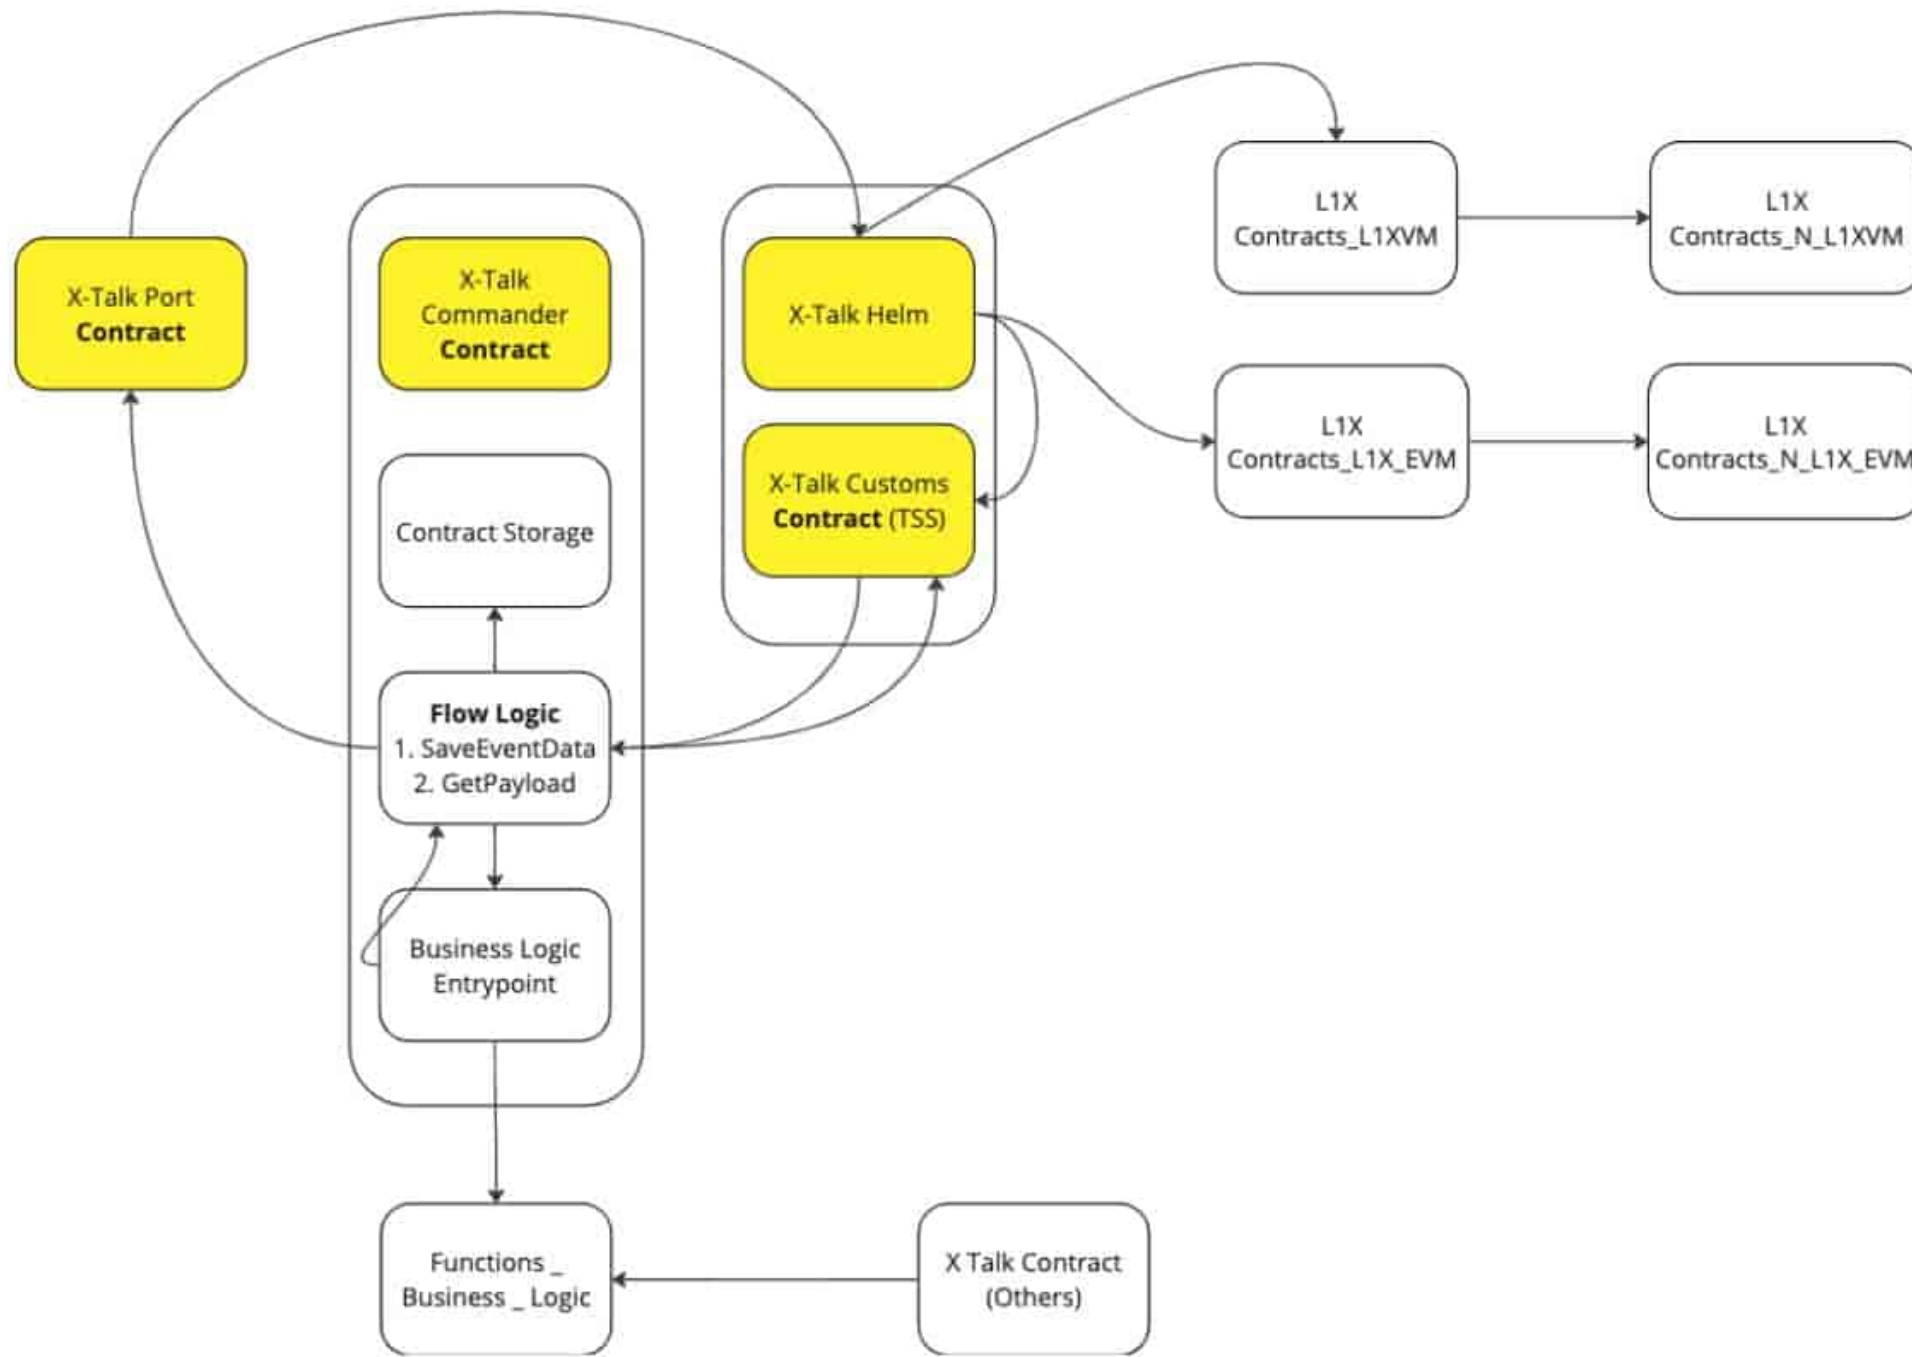 X-Talk Port
Contract
X-Talk
Commander
Contract
X-Talk Helm
L1X
Contracts_L1XVM
L1X
Contracts_N_L1XVM
L1X
Contracts_L1X_EVM
L1X
Contracts_N_L1X_EVM
X-Talk Customs
Contract (TSS)
Contract Storage
Flow Logic
1. SaveEventData
2. GetPayload
Business Logic
Entrypoint
Functions _
Business _ Logic
X Talk Contract
(Others)